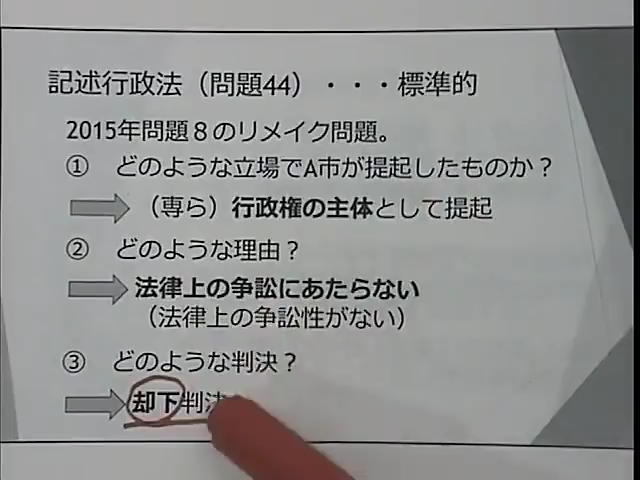 記述行政法（問題44）・・・標準的
2015年問題８のリメイク問題。
① どのような立場でA市が提起したものか？
（専ら）行政権の主体として提起
② どのような理由？
法律上の争訟にあたらない
（法律上の争訟性がない）
③ どのような判決？
却下判決